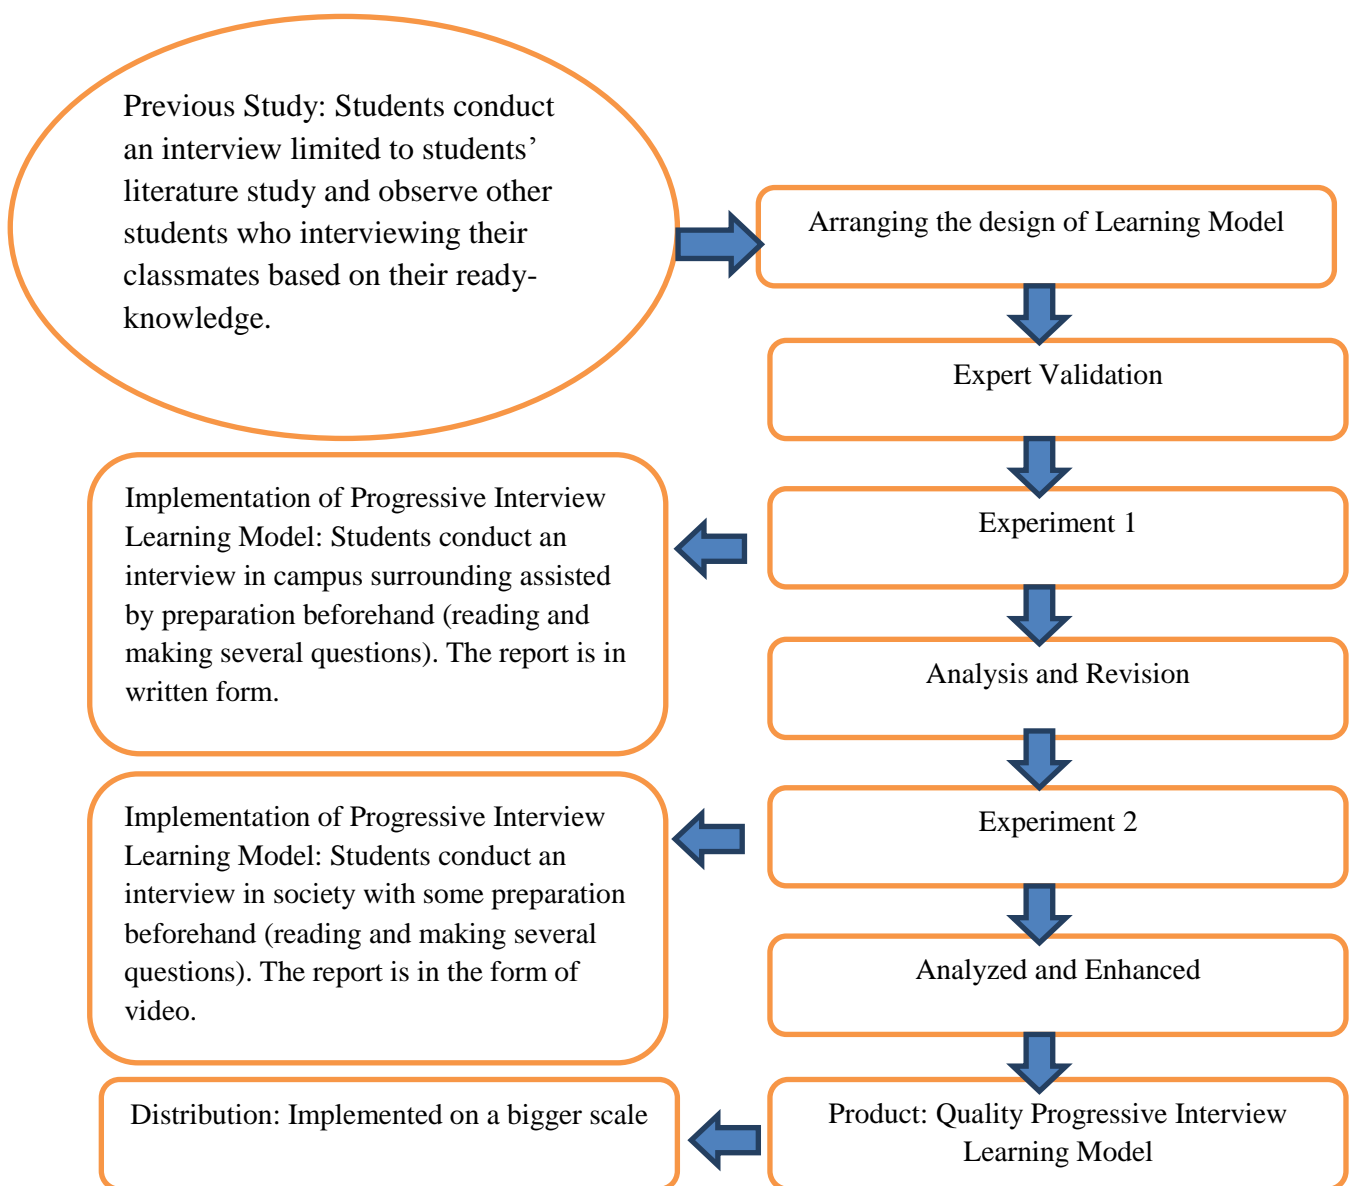 Previous Study: Students conduct
an interview limited to students’
literature study and observe other
students who interviewing their
classmates based on their ready-
knowledge.
Arranging the design of Learning Model
Expert Validation
Experiment 1
Implementation of Progressive Interview
Learning Model: Students conduct an
interview in campus surrounding assisted
by preparation beforehand (reading and
making several questions). The report is in
written form.
Analysis and Revision
Experiment 2
Implementation of Progressive Interview
Learning Model: Students conduct an
interview in society with some preparation
beforehand (reading and making several
questions). The report is in the form of
video.
Analyzed and Enhanced
Product: Quality Progressive Interview
Learning Model
Distribution: Implemented on a bigger scale